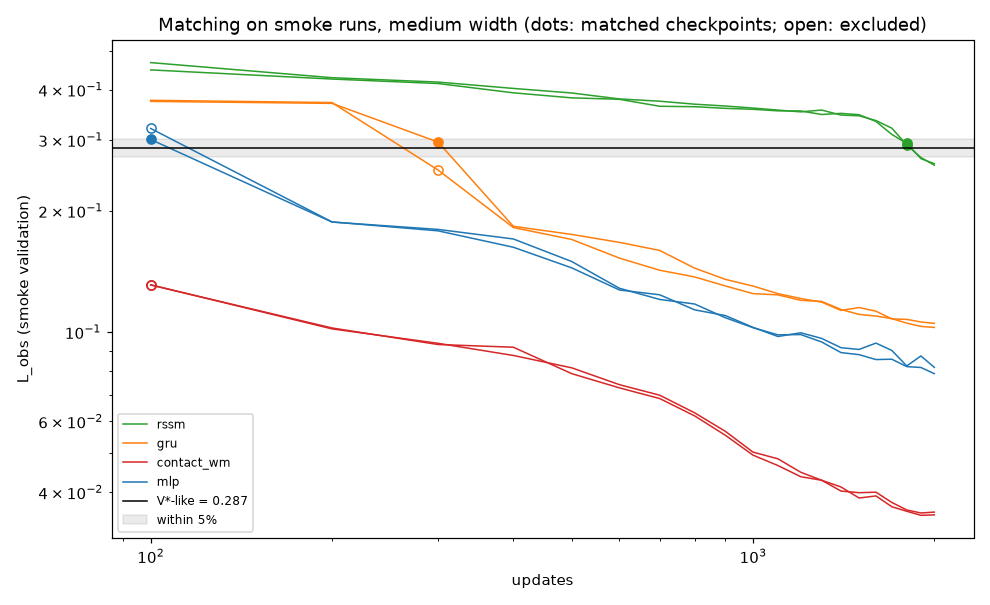 Matching on smoke runs, medium width (dots: matched checkpoints; open: excluded)
L_obs (smoke validation)
4 × 10⁻¹
3 × 10⁻¹
2 × 10⁻¹
10⁻¹
6 × 10⁻²
4 × 10⁻²
rssm
gru
contact_wm
mlp
V*-like = 0.287
within 5%
10²
10³
updates